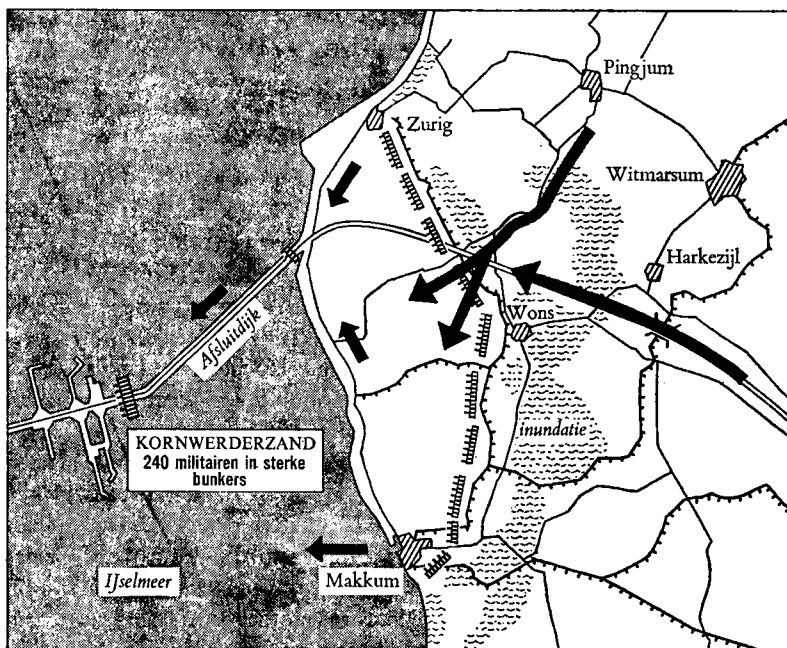 Pingjum
Zurig
Witmarsum
Harkezijl
Wons
Afsluitdijk
KORNWERDERZAND
240 militairen in sterke
bunkers
inundatie
IJselmeer
Makkum